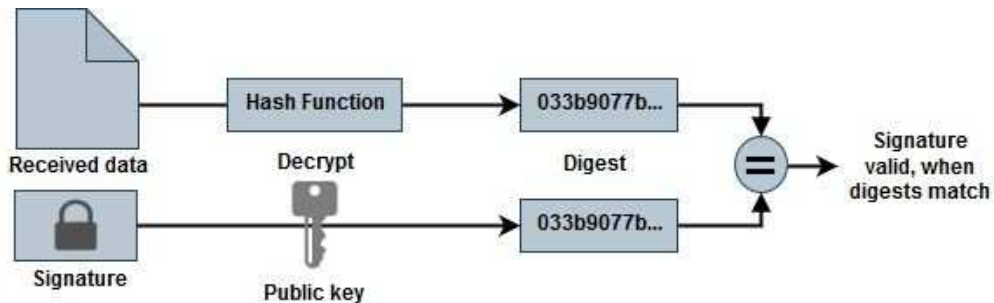 Hash Function
033b9077b...
Received data
Decrypt
Digest
Signature
valid, when
digests match
=
033b9077b...
Signature
Public key